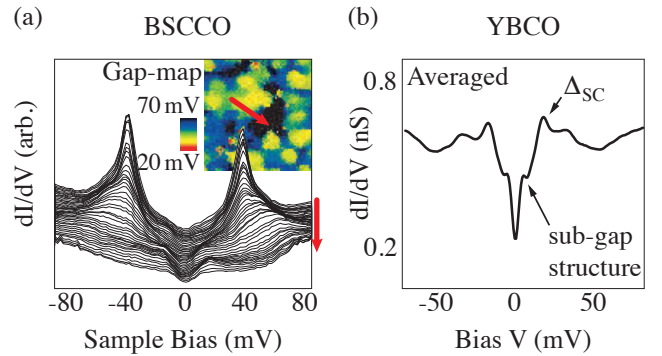 (a)
BSCCO
Gap-map
70 mV
20 mV
dI/dV (arb.)
-80
-40
0
40
80
Sample Bias (mV)
(b)
YBCO
Averaged
ΔSC
0.8
0.2
dI/dV (nS)
sub-gap
structure
-50
0
50
Bias V (mV)